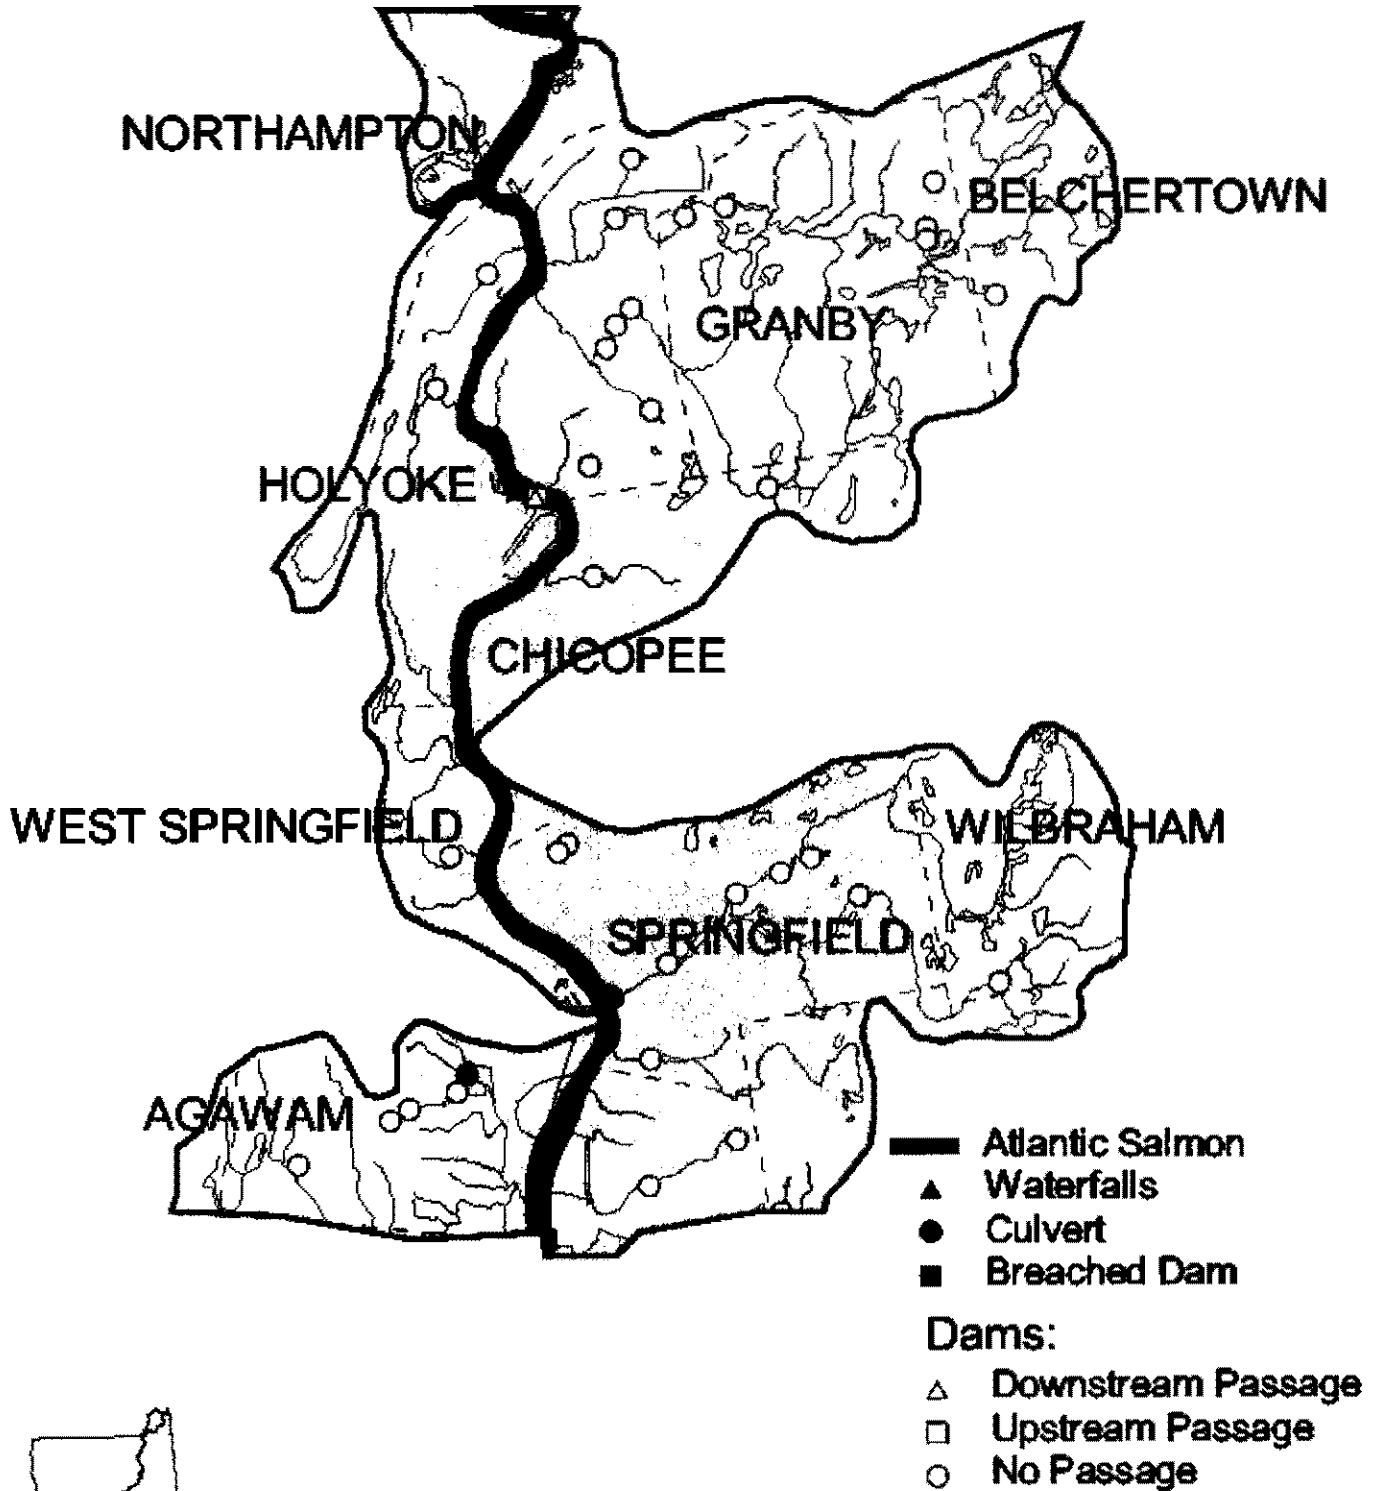 NORTHAMPTON
BELCHERTOWN
GRANBY
HOLYOKE
CHICOPEE
WEST SPRINGFIELD
WILBRAHAM
SPRINGFIELD
AGAWAM
Atlantic Salmon
Waterfalls
Culvert
Breached Dam
Dams:
Downstream Passage
Upstream Passage
No Passage